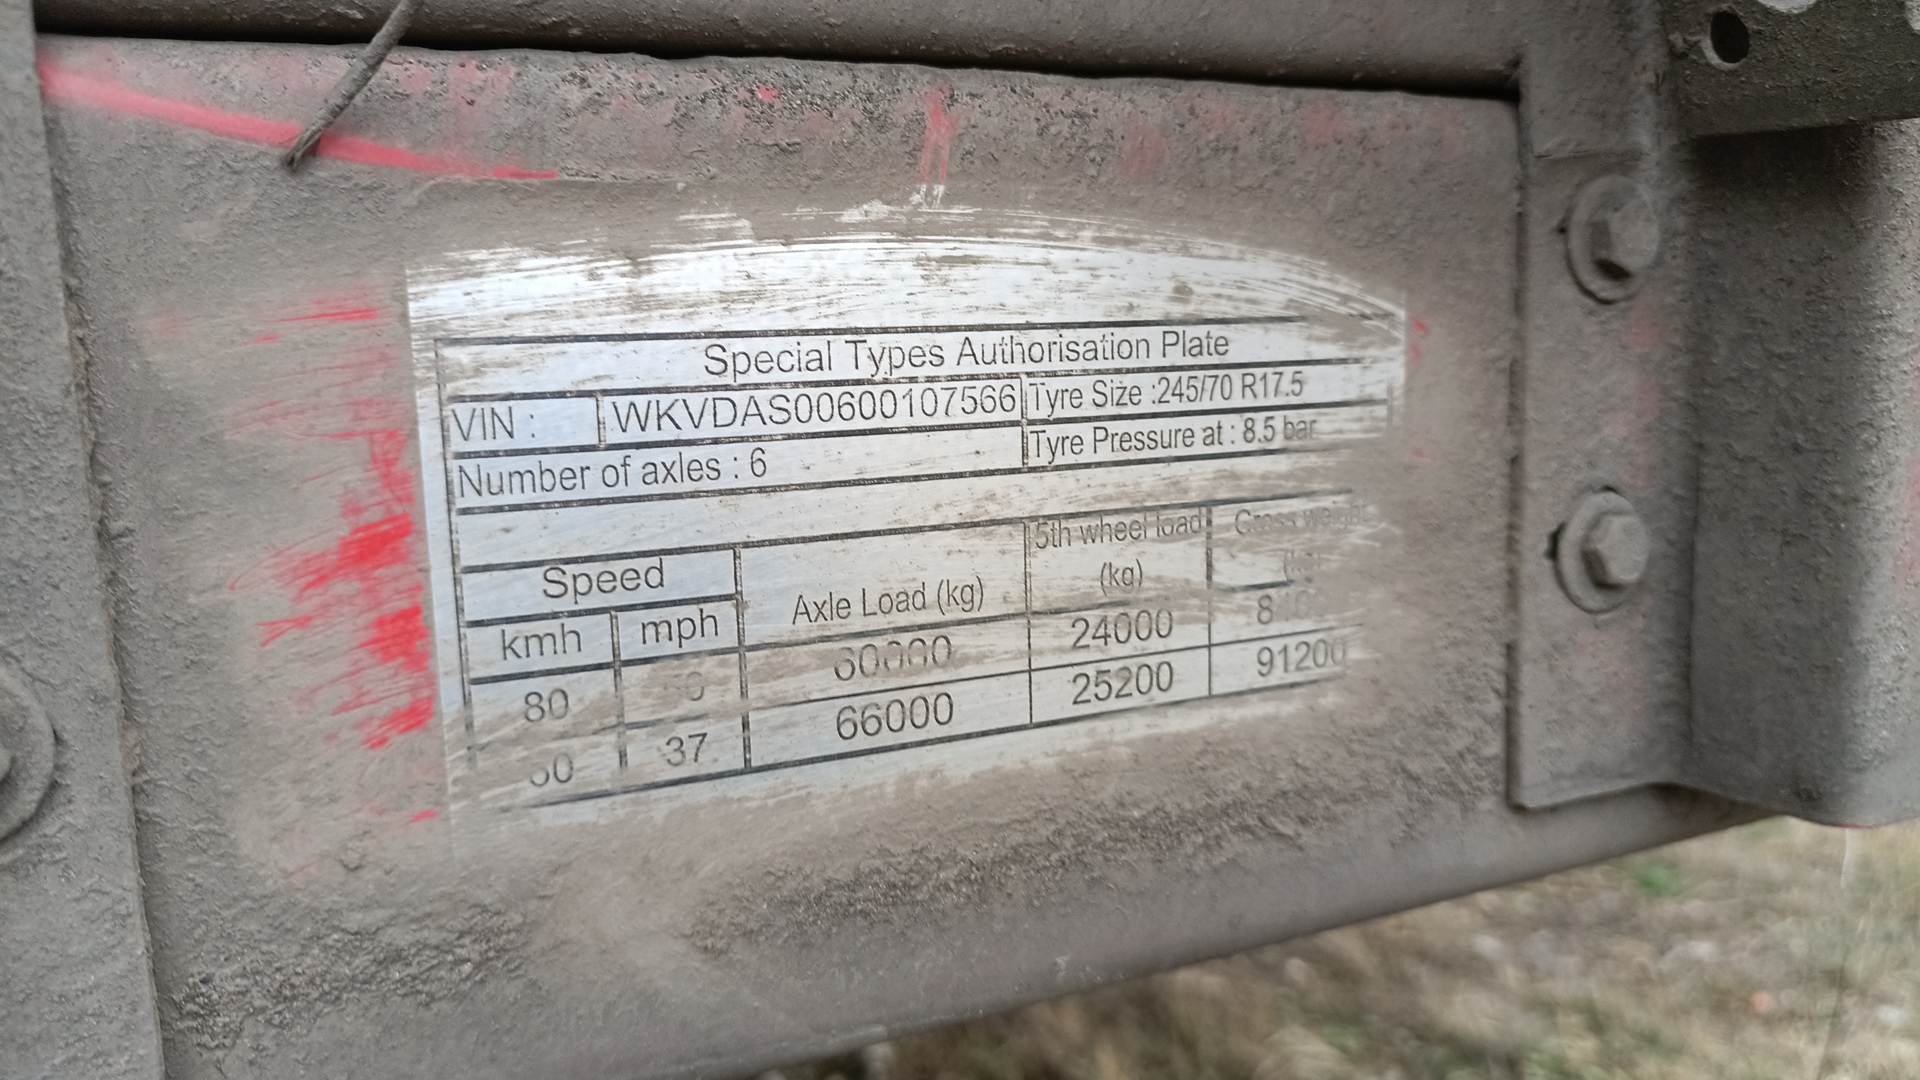 Special Types Authorisation Plate
VIN : WKVDAS00600107566 Tyre Size :245/70 R17.5
Number of axles : 6 Tyre Pressure at : 8.5 bar
Speed Axle Load (kg) 5th wheel load (kg) Gross weight
kmh mph
80 60000 24000
37 66000 25200 91200